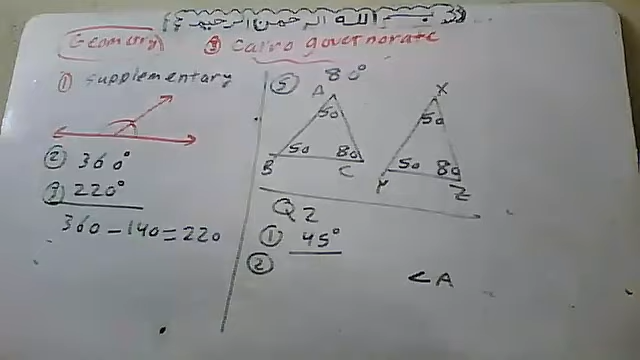 بسم الله الرحمن الرحيم
Geometry
③ Cairo governorate
① Supplementary
② 360°
③ 220°
360 - 140 = 220
⑤ 80°
A
50
50
80
B
C
X
50
50
80
Y
Z
Q2
① 45°
②
<A